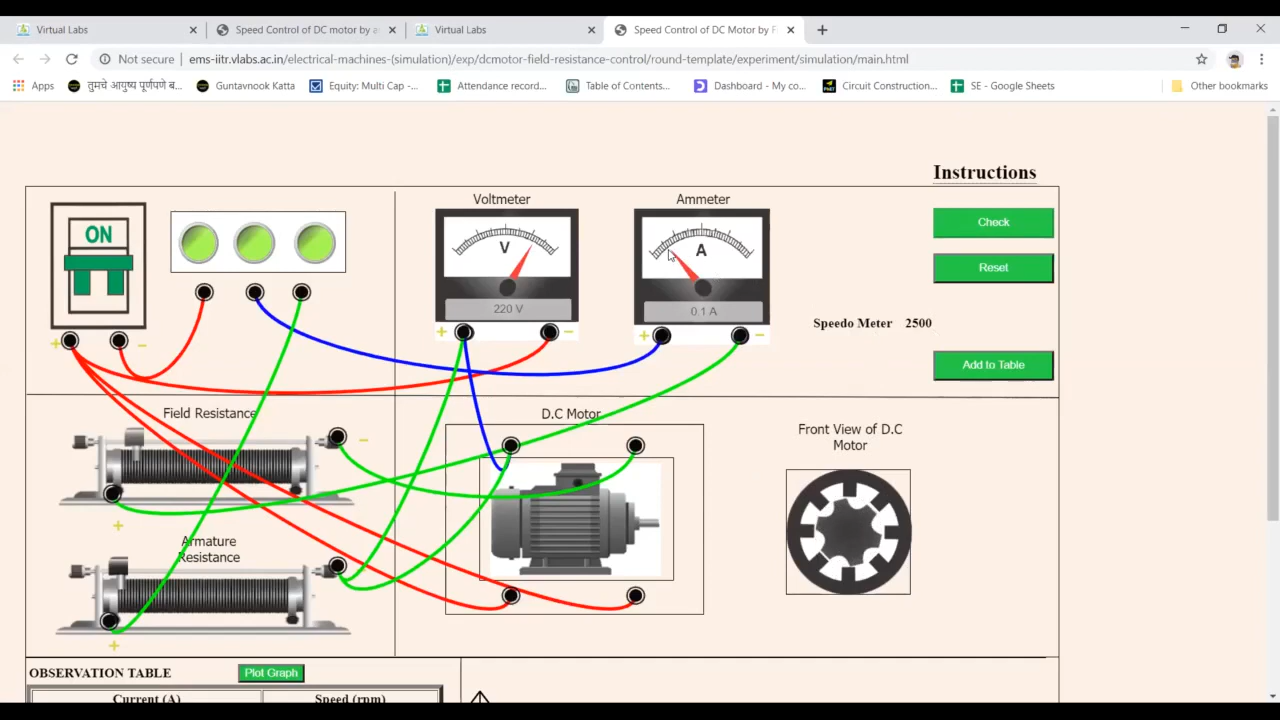 Virtual Labs
Speed Control of DC motor by a
Virtual Labs
Speed Control of DC Motor by F
Not secure
ems-iitr.vlabs.ac.in/electrical-machines-(simulation)/exp/dcmotor-field-resistance-control/round-template/experiment/simulation/main.html
Apps
तुमचे आयुष्य पूर्णपणे ब...
Guntavnook Katta
Equity: Multi Cap -...
Attendance record...
Table of Contents...
Dashboard - My co...
Circuit Construction...
SE - Google Sheets
Other bookmarks
Instructions
Voltmeter
Ammeter
ON
V
A
Check
Reset
220 V
0.1 A
+ -
+ -
+ -
Speedo Meter 2500
Add to Table
Field Resistance
D.C Motor
Front View of D.C
Motor
-
+
Armature
Resistance
+
OBSERVATION TABLE
Plot Graph
Current (A)
Speed (rpm)